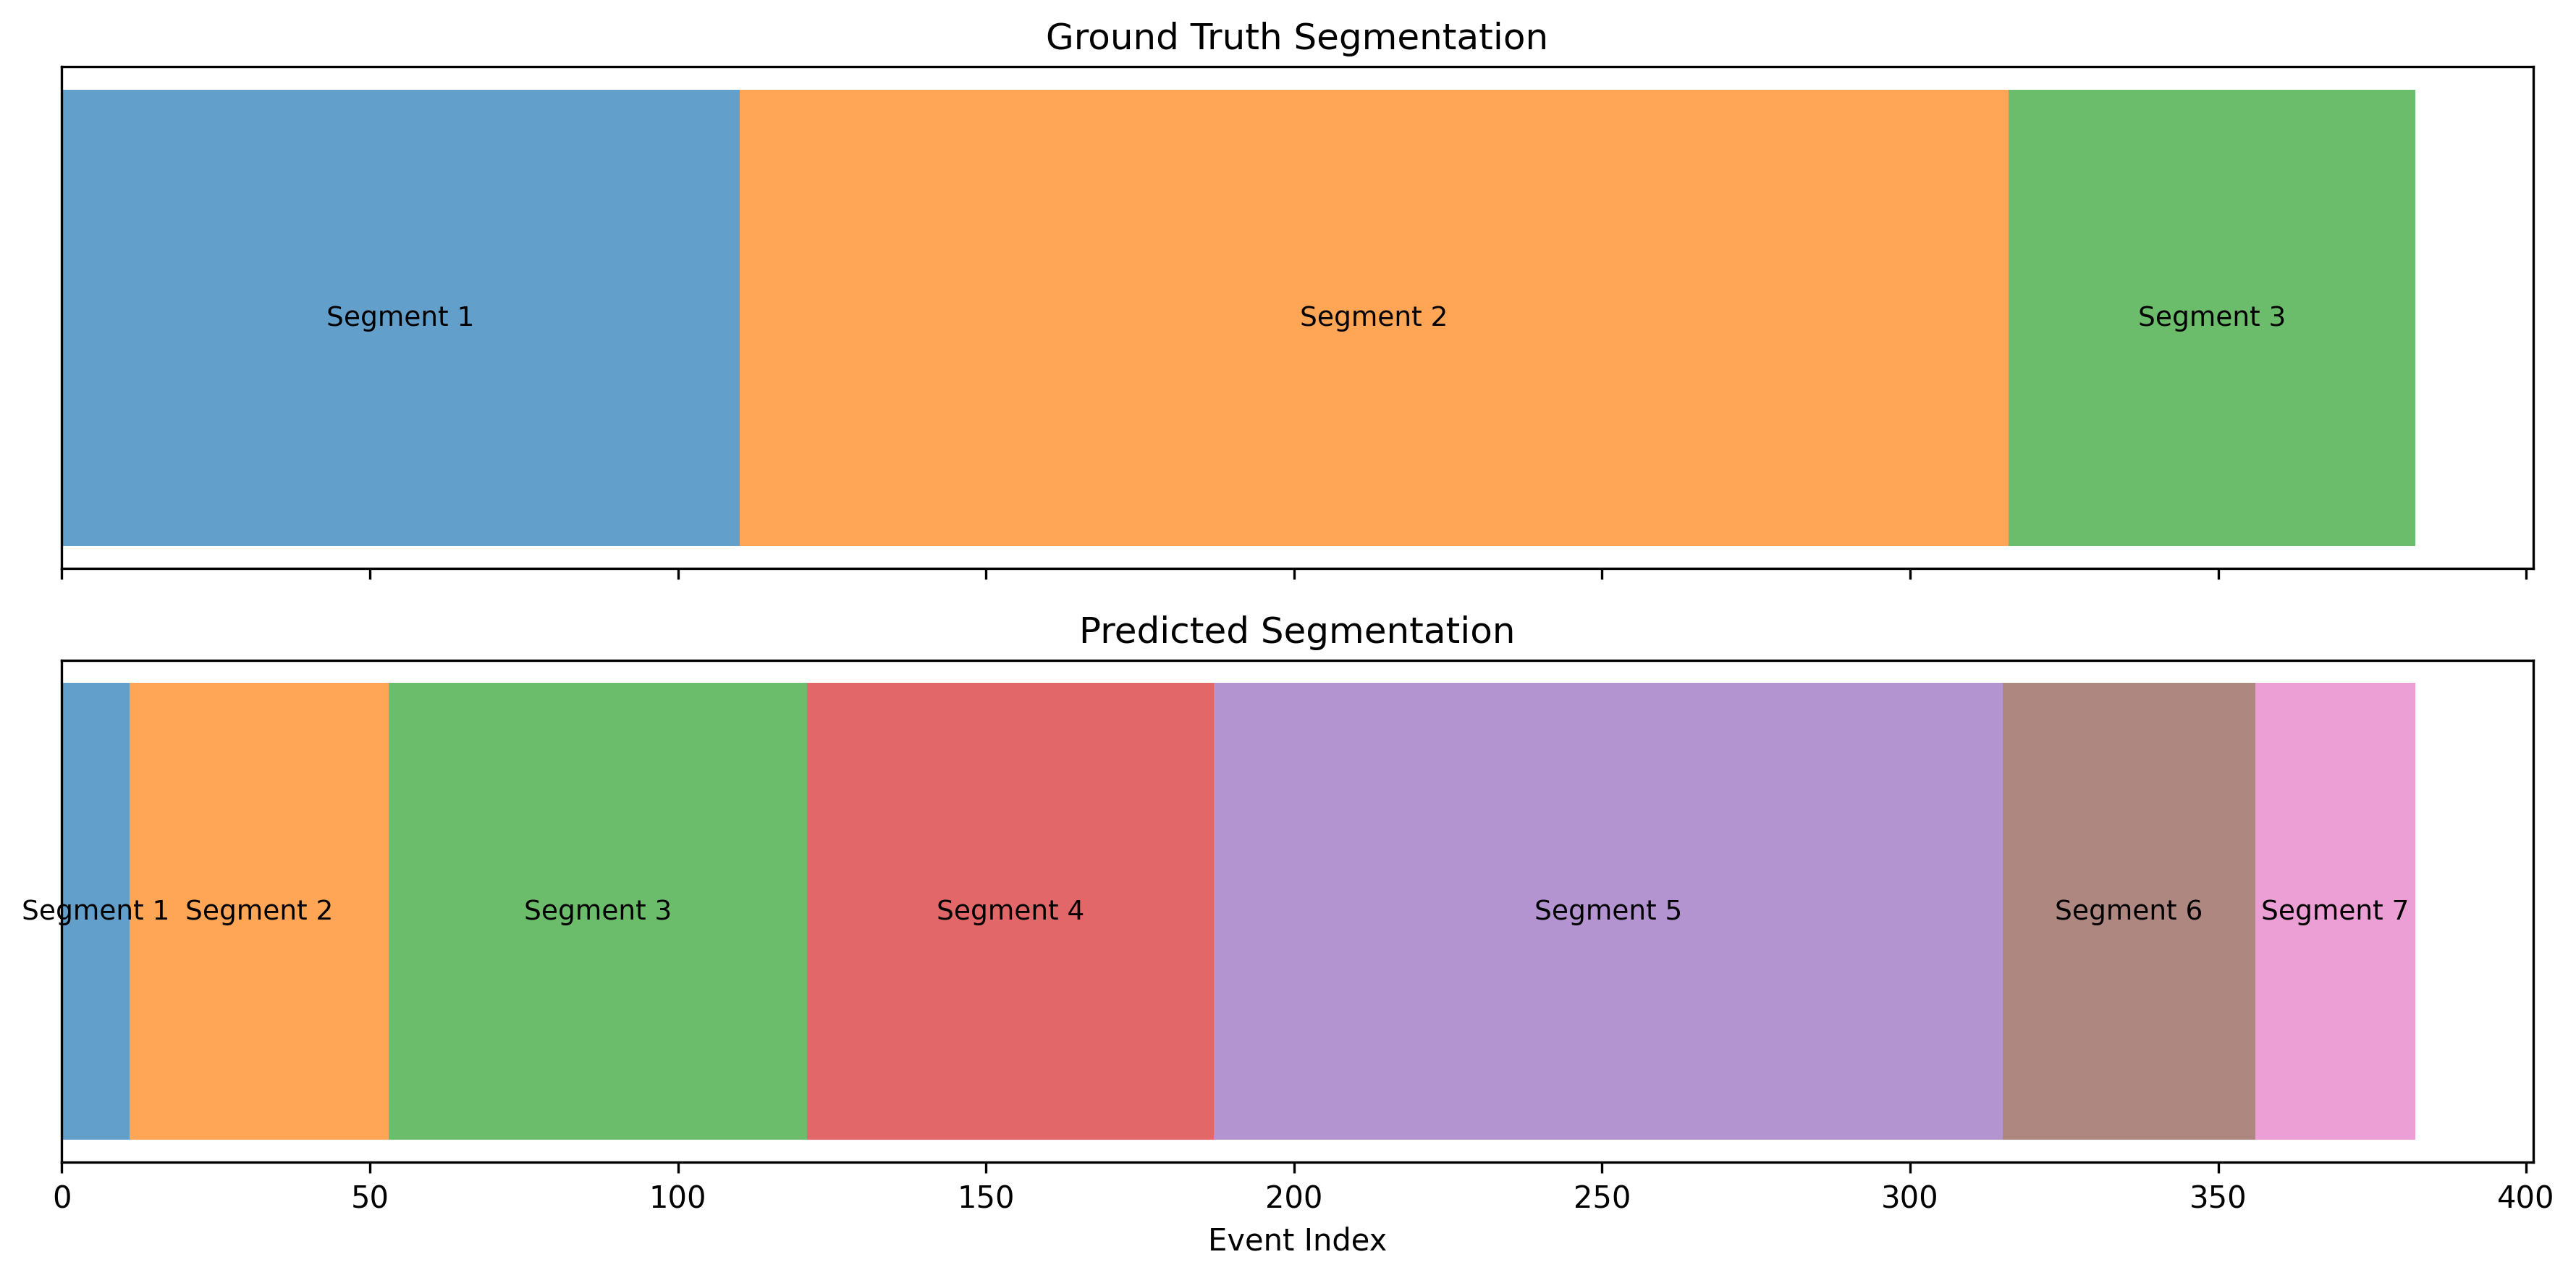 Ground Truth Segmentation
Segment 1 Segment 2 Segment 3
Predicted Segmentation
Segment 1 Segment 2 Segment 3 Segment 4 Segment 5 Segment 6 Segment 7
0 50 100 150 200 250 300 350 400
Event Index